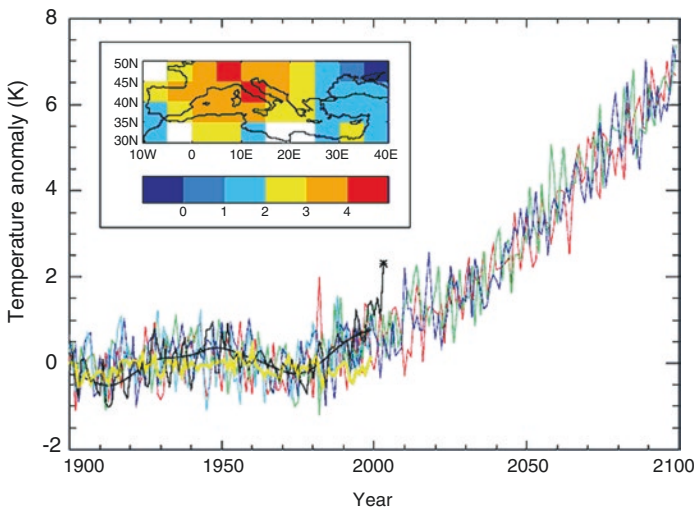 8
6
4
2
0
-2
Temperature anomaly (K)
50N
45N
40N
35N
30N
10W 0 10E 20E 30E 40E
0 1 2 3 4
1900 1950 2000 2050 2100
Year